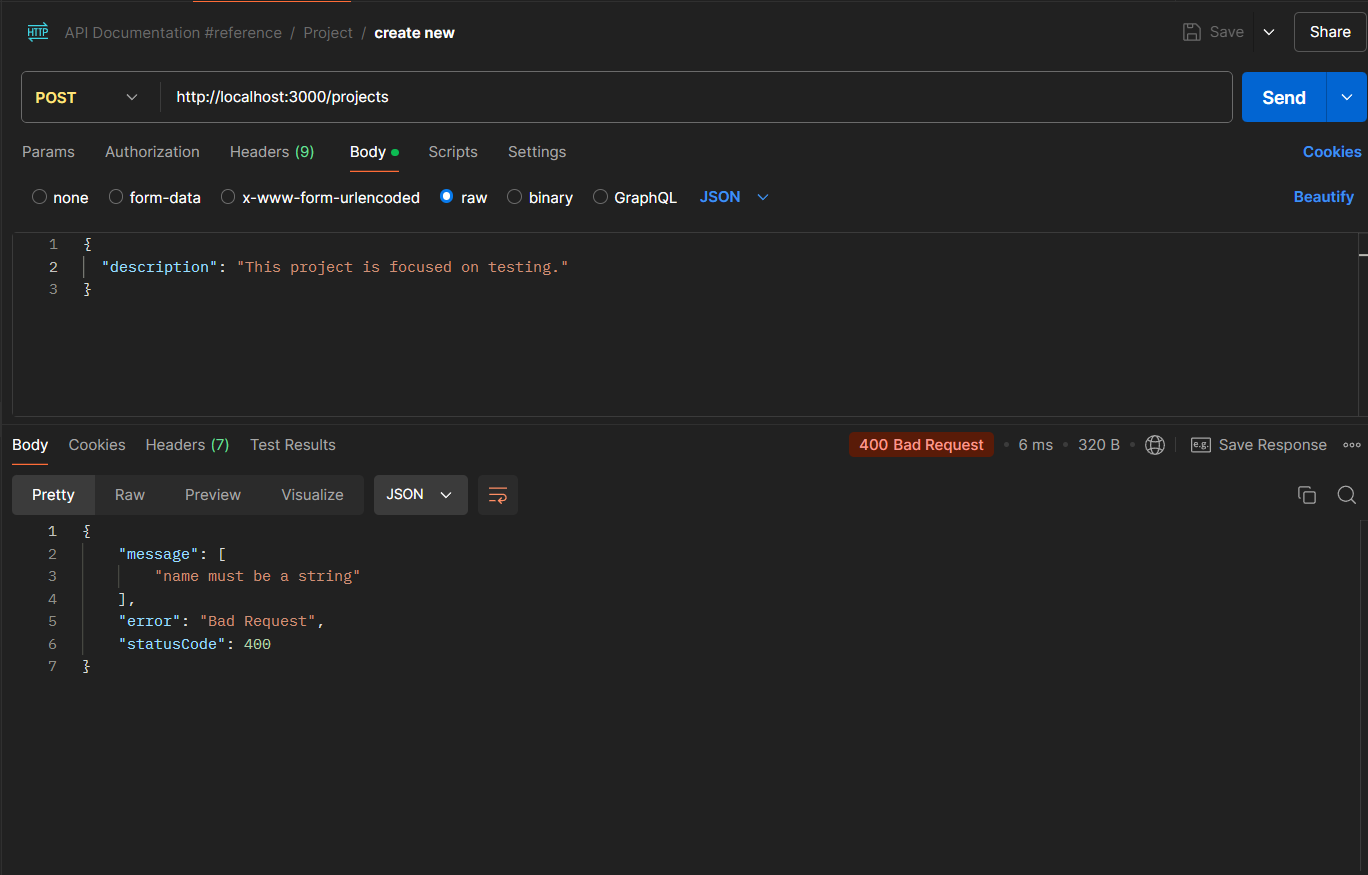 HTTP API Documentation #reference / Project / create new Save Share
POST http://localhost:3000/projects Send
Params Authorization Headers (9) Body Scripts Settings Cookies
none form-data x-www-form-urlencoded raw binary GraphQL JSON Beautify
1 {
2 "description": "This project is focused on testing."
3 }
Body Cookies Headers (7) Test Results 400 Bad Request 6 ms 320 B e.g. Save Response
Pretty Raw Preview Visualize JSON
1 {
2 "message": [
3 "name must be a string"
4 ],
5 "error": "Bad Request",
6 "statusCode": 400
7 }